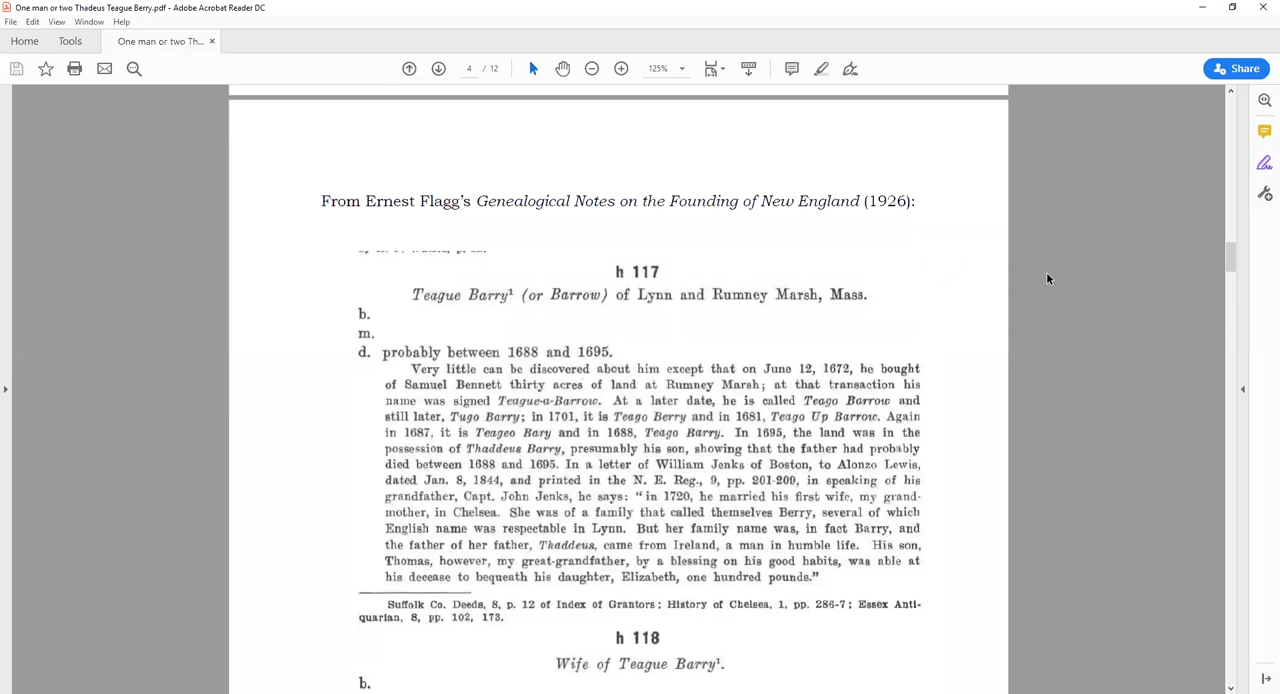 One man or two Thadeus Teague Berry.pdf - Adobe Acrobat Reader DC
File Edit View Window Help
Home Tools One man or two Th... ×
4 / 12 125% Share
From Ernest Flagg's Genealogical Notes on the Founding of New England (1926):
h 117
Teague Barry¹ (or Barrow) of Lynn and Rumney Marsh, Mass.
b.
m.
d. probably between 1688 and 1695.
Very little can be discovered about him except that on June 12, 1672, he bought
of Samuel Bennett thirty acres of land at Rumney Marsh; at that transaction his
name was signed Teague-a-Barrow. At a later date, he is called Teago Barrow and
still later, Tugo Barry; in 1701, it is Teago Berry and in 1681, Teago Up Barrow. Again
in 1687, it is Teageo Bary and in 1688, Teago Barry. In 1695, the land was in the
possession of Thaddeus Barry, presumably his son, showing that the father had probably
died between 1688 and 1695. In a letter of William Jenks of Boston, to Alonzo Lewis,
dated Jan. 8, 1844, and printed in the N. E. Reg., 9, pp. 201-209, in speaking of his
grandfather, Capt. John Jenks, he says: “ in 1720, he married his first wife, my grand-
mother, in Chelsea. She was of a family that called themselves Berry, several of which
English name was respectable in Lynn. But her family name was, in fact Barry, and
the father of her father, Thaddeus, came from Ireland, a man in humble life. His son,
Thomas, however, my great-grandfather, by a blessing on his good habits, was able at
his decease to bequeath his daughter, Elizabeth, one hundred pounds.”
Suffolk Co. Deeds, 8, p. 12 of Index of Grantors; History of Chelsea, 1, pp. 286-7; Essex Anti-
quarian, 8, pp. 102, 173.
h 118
Wife of Teague Barry¹.
b.